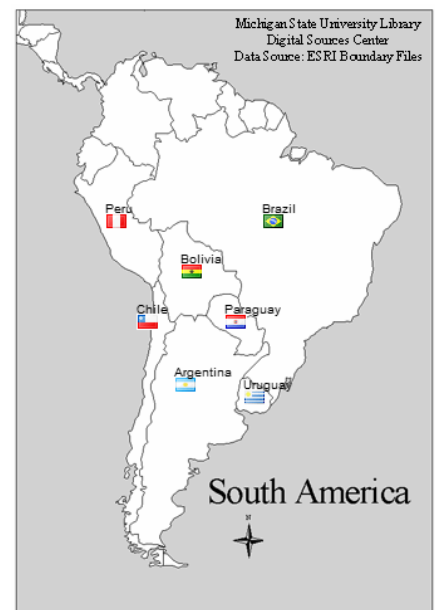 Michigan State University Library
Digital Sources Center
Data Source: ESRI Boundary Files
Peru
Brazil
Bolivia
Chile
Paraguay
Argentina
Uruguay
South America
N